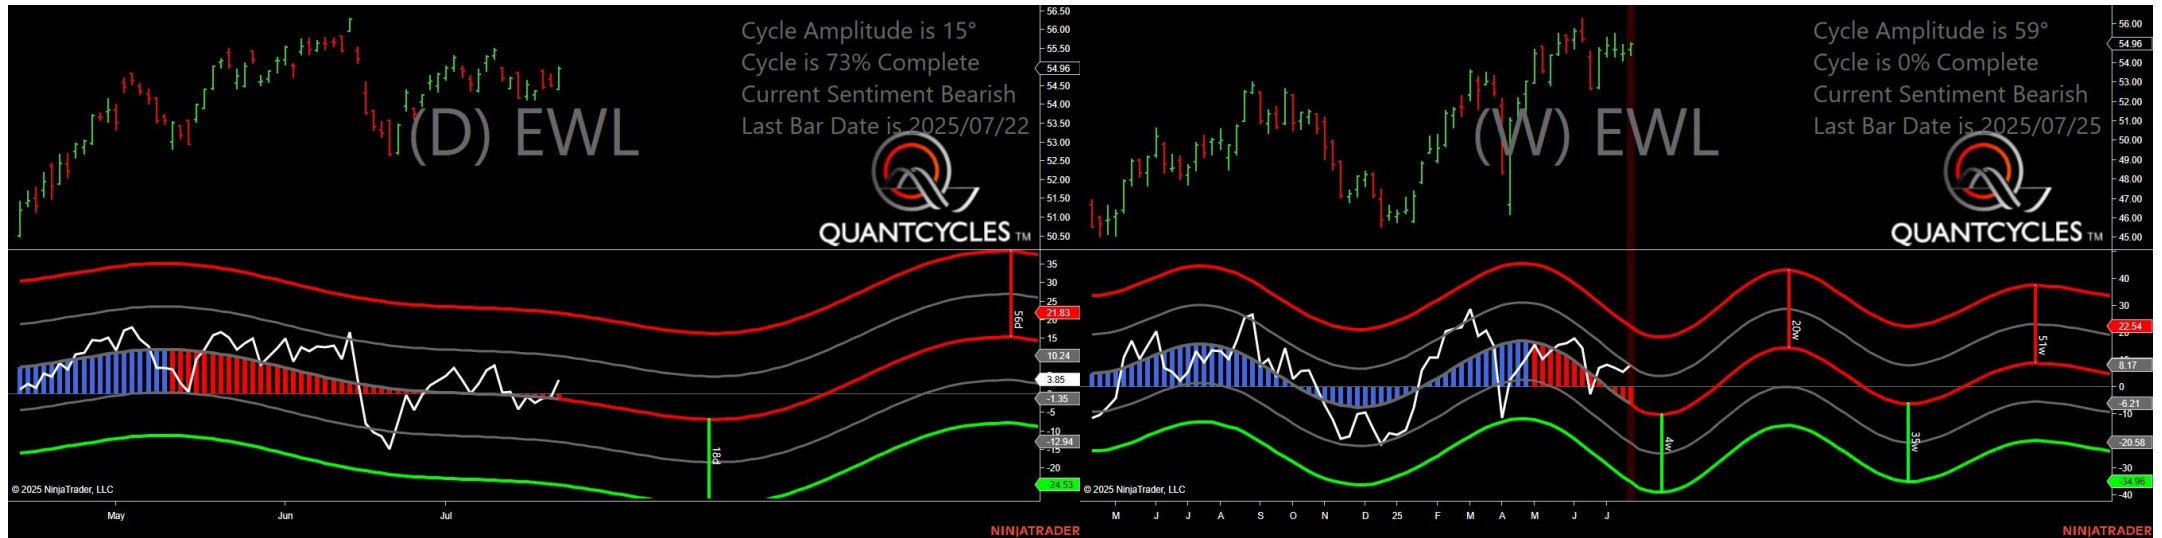 Cycle Amplitude is 15°
Cycle is 73% Complete
Current Sentiment Bearish
Last Bar Date is 2025/07/22
(D) EWL
QUANTCYCLES TM
56.50
56.00
55.50
54.96
54.50
54.00
53.50
53.00
52.50
52.00
51.50
51.00
50.50
35
30
25
21.83
20
15
10.24
3.85
-1.35
-5
-10
-12.94
-15
-20
-24.53
56d
18d
© 2025 NinjaTrader, LLC
May
Jun
Jul
NINJATRADER
Cycle Amplitude is 59°
Cycle is 0% Complete
Current Sentiment Bearish
Last Bar Date is 2025/07/25
(W) EWL
QUANTCYCLES TM
56.00
54.96
54.00
53.00
52.00
51.00
50.00
49.00
48.00
47.00
46.00
45.00
40
30
22.54
8.17
0
-6.21
-10
-20.58
-30
-34.96
-40
20w
51w
4w
35w
© 2025 NinjaTrader, LLC
M
J
J
A
S
O
N
D
25
F
M
A
M
J
J
NINJATRADER